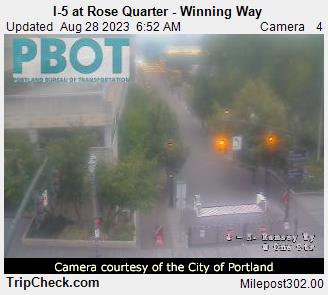 I-5 at Rose Quarter - Winning Way
Updated Aug 28 2023 6:52 AM Camera 4
PBOT
PORTLAND BUREAU OF TRANSPORTATION
Camera courtesy of the City of Portland
TripCheck.com Milepost302.00